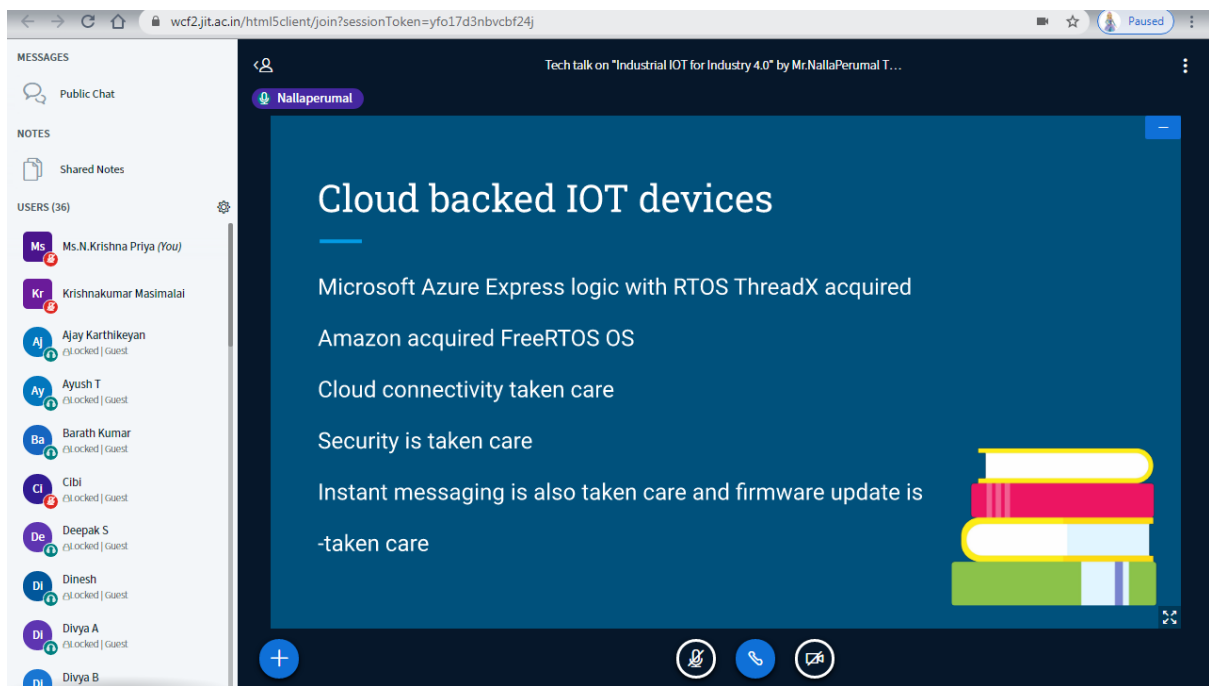 wcf2.jit.ac.in/html5client/join?sessionToken=yfo17d3nbvcbf24j
Paused
MESSAGES
Public Chat
NOTES
Shared Notes
USERS (36)
Ms
Ms.N.Krishna Priya (You)
Kr
Krishnakumar Masimalai
Aj
Ajay Karthikeyan
Locked | Guest
Ay
Ayush T
Locked | Guest
Ba
Barath Kumar
Locked | Guest
Ci
Cibi
Locked | Guest
De
Deepak S
Locked | Guest
Di
Dinesh
Locked | Guest
Di
Divya A
Locked | Guest
Di
Divya B
Tech talk on "Industrial IOT for Industry 4.0" by Mr.NallaPerumal T...
Nallaperumal
Cloud backed IOT devices
Microsoft Azure Express logic with RTOS ThreadX acquired
Amazon acquired FreeRTOS OS
Cloud connectivity taken care
Security is taken care
Instant messaging is also taken care and firmware update is
-taken care